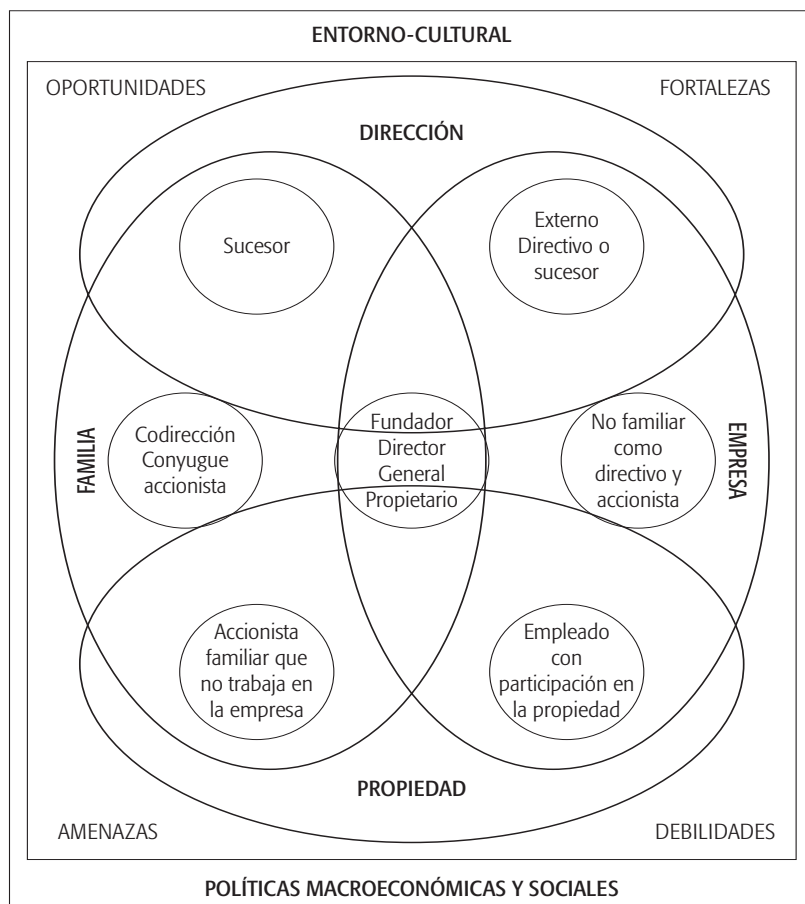 ENTORNO-CULTURAL
OPORTUNIDADES
FORTALEZAS
DIRECCIÓN
Sucesor
Externo
Directivo o
sucesor
FAMILIA
Codirección
Conyugue
accionista
Fundador
Director
General
Propietario
No familiar
como
directivo y
accionista
EMPRESA
Accionista
familiar que
no trabaja en
la empresa
Empleado
con
participación en
la propiedad
PROPIEDAD
AMENAZAS
DEBILIDADES
POLÍTICAS MACROECONÓMICAS Y SOCIALES